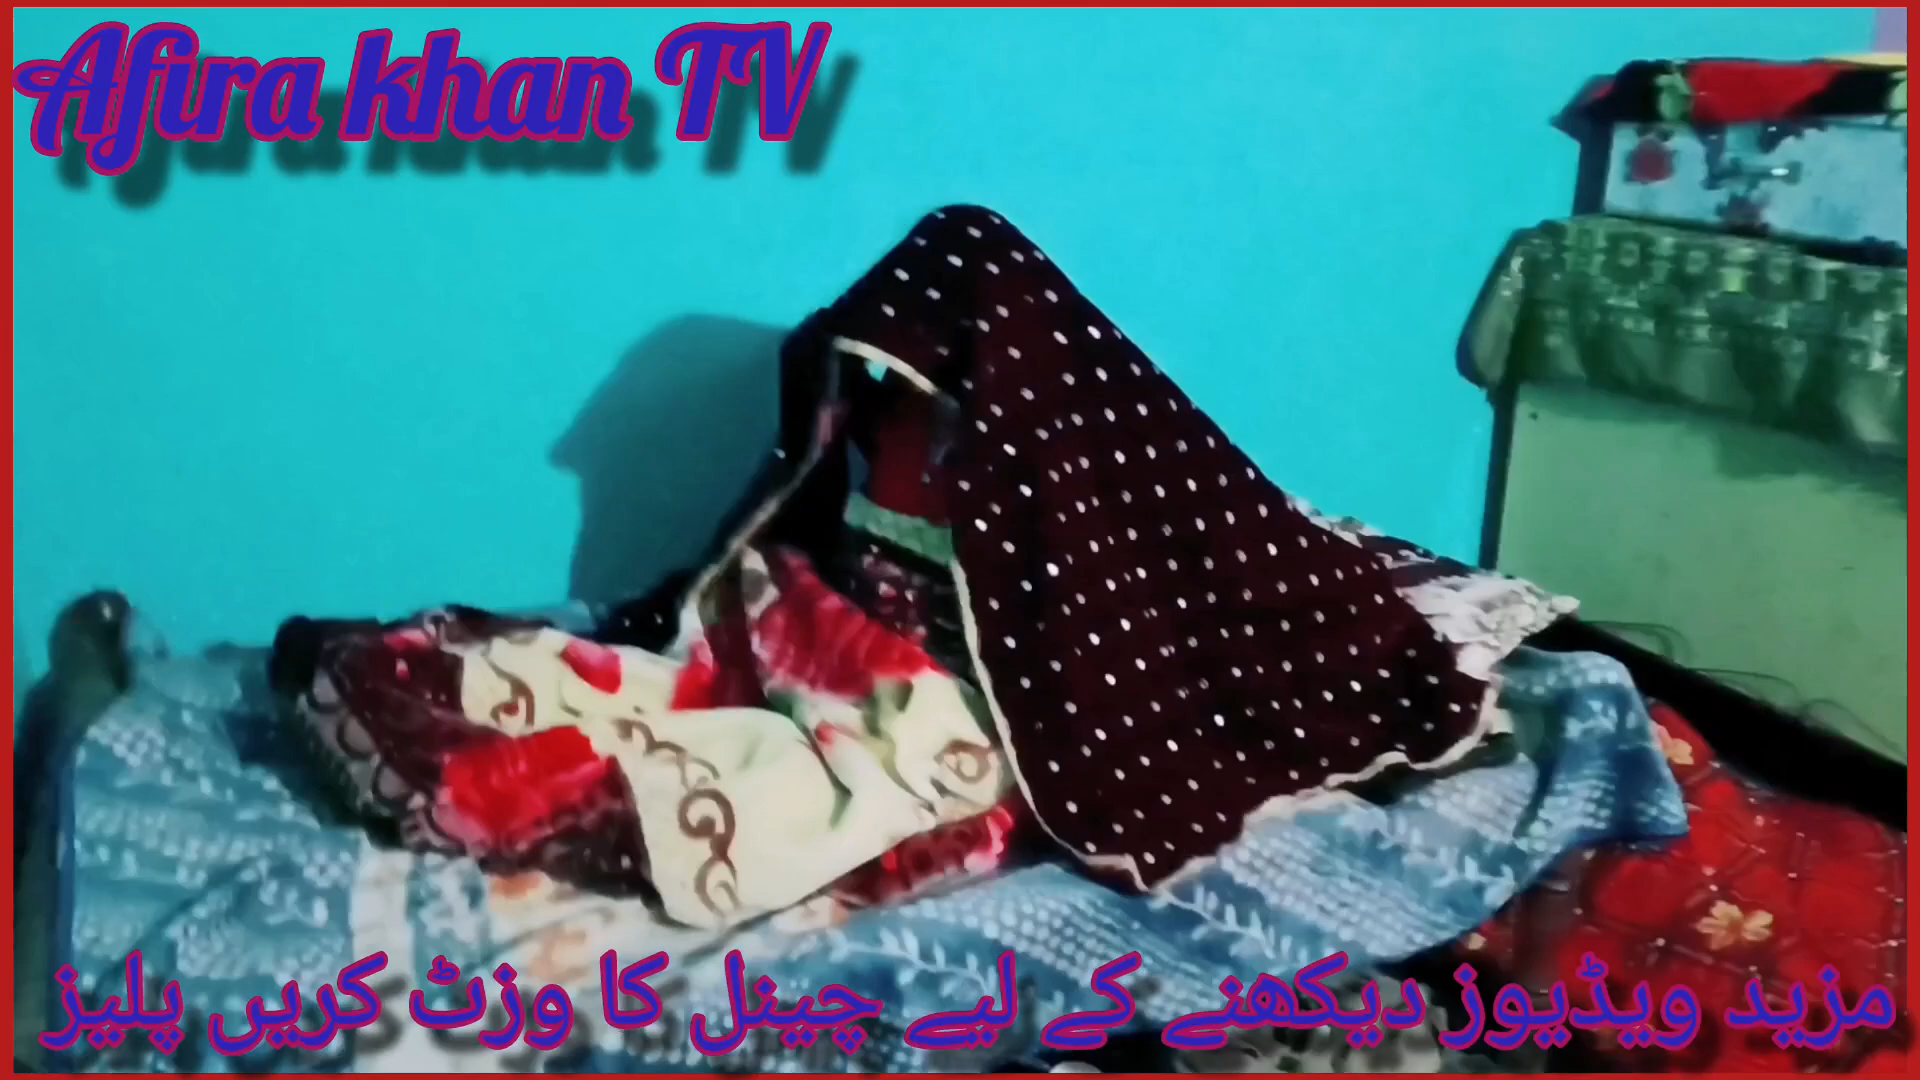 Afira khan TV
مزید ویڈیوز دیکھنے کے لیے چینل کا وزٹ کریں پلیز